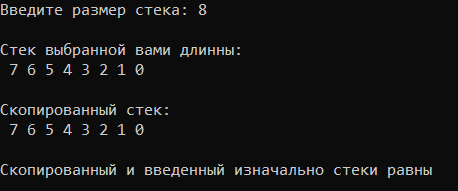 Введите размер стека: 8
Стек выбранной вами длинны:
7 6 5 4 3 2 1 0
Скопированный стек:
7 6 5 4 3 2 1 0
Скопированный и введенный изначально стеки равны